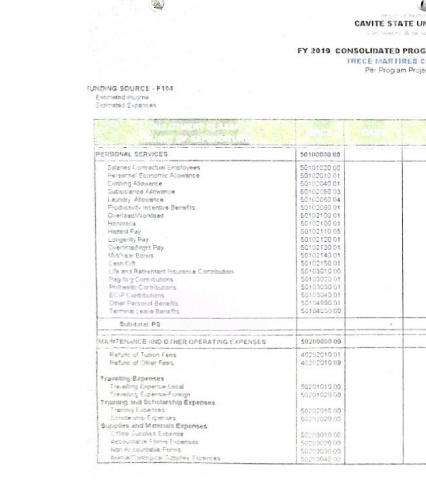 CAVITE STATE UN
FY 2019 CONSOLIDATED PROG
TRECE MARTIRES C
Per Program Proje
FUNDING SOURCE - F164
Estimated Income
Estimated Expenses
PERSONAL SERVICES 50100000 00
Salaries Contractual Employees 50101020 00
Personnel Economic Allowance 50102010 01
Clothing Allowance 50102040 01
Subsistance Allowance 50102050 03
Laundry Allowance 50102060 04
Productivity Incentive Benefits 50102080 01
Overload/Workload 50102100 01
Honoraria 50102100 01
Hazard Pay 50102110 05
Longevity Pay 50102120 01
Overtime/Night Pay 50102130 01
Mid-Year Bonus 50102140 01
Cash Gift 50102150 01
Life and Retirement Insurance Contribution 50103010 00
Pag-ibig Contributions 50103020 01
Philhealth Contributions 50103030 01
ECIP Contributions 50103040 01
Other Personal Benefits 50104990 01
Terminal Leave Benefits 50104030 00
Sub-total PS
MAINTENANCE AND OTHER OPERATING EXPENSES 50200000 00
Refund of Tuition Fees 40202010 01
Refund of Other Fees
Travelling Expenses
Travelling Expense-Local 50201010 00
Travelling Expense-Foreign 50201020 00
Training and Scholarship Expenses
Training Expenses 50202010 00
Scholarship Expenses 50202020 00
Supplies and Materials Expenses
Office Supplies Expense 50203010 00
Accountable Forms Expenses 50203020 00
Non Accountable Forms 50203030 00
Animal/Zoological Supplies Expenses 50203040 00